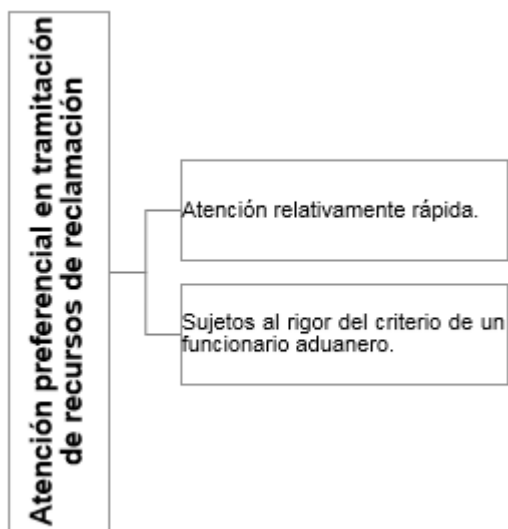 Atención preferencial en tramitación
de recursos de reclamación
Atención relativamente rápida.
Sujetos al rigor del criterio de un
funcionario aduanero.